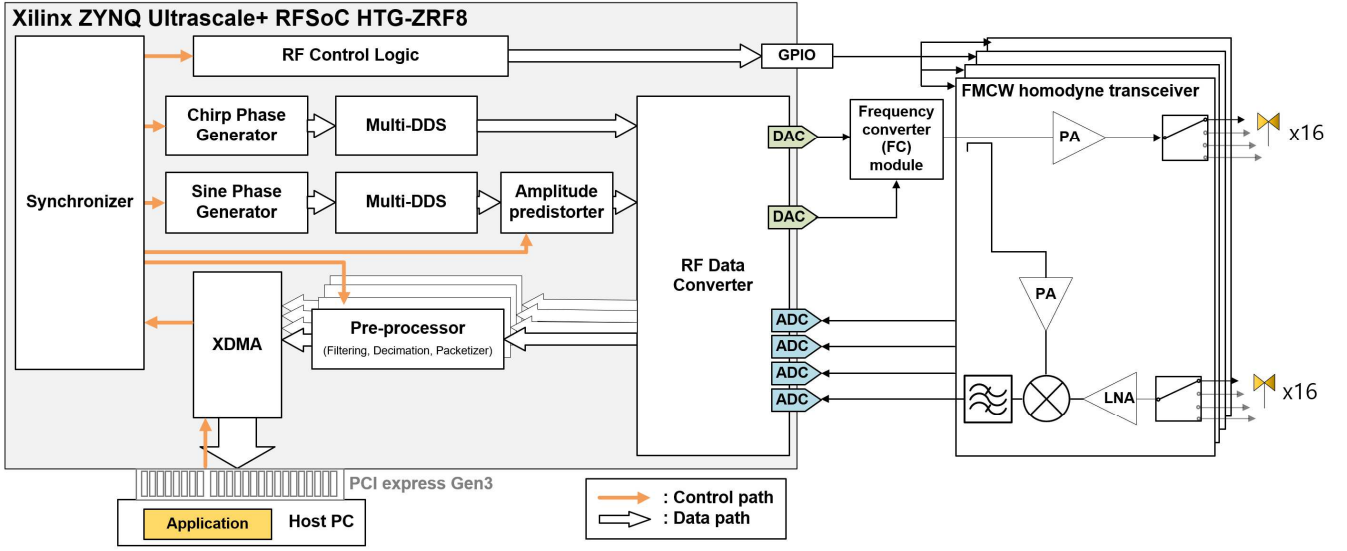 Xilinx ZYNQ Ultrascale+ RFSoC HTG-ZRF8
Synchronizer
RF Control Logic
GPIO
Chirp Phase
Generator
Multi-DDS
Sine Phase
Generator
Multi-DDS
Amplitude
predistorter
RF Data
Converter
DAC
DAC
ADC
ADC
ADC
ADC
XDMA
Pre-processor
(Filtering, Decimation, Packetizer)
Frequency
converter
(FC)
module
FMCW homodyne transceiver
PA
x16
PA
LNA
x16
PCI express Gen3
Application
Host PC
: Control path
: Data path